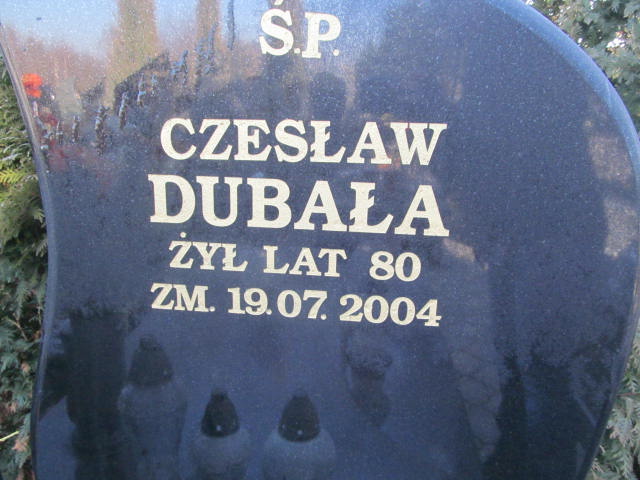 Ś.P.
CZESŁAW
DUBAŁA
ŻYŁ LAT 80
ZM. 19.07. 2004